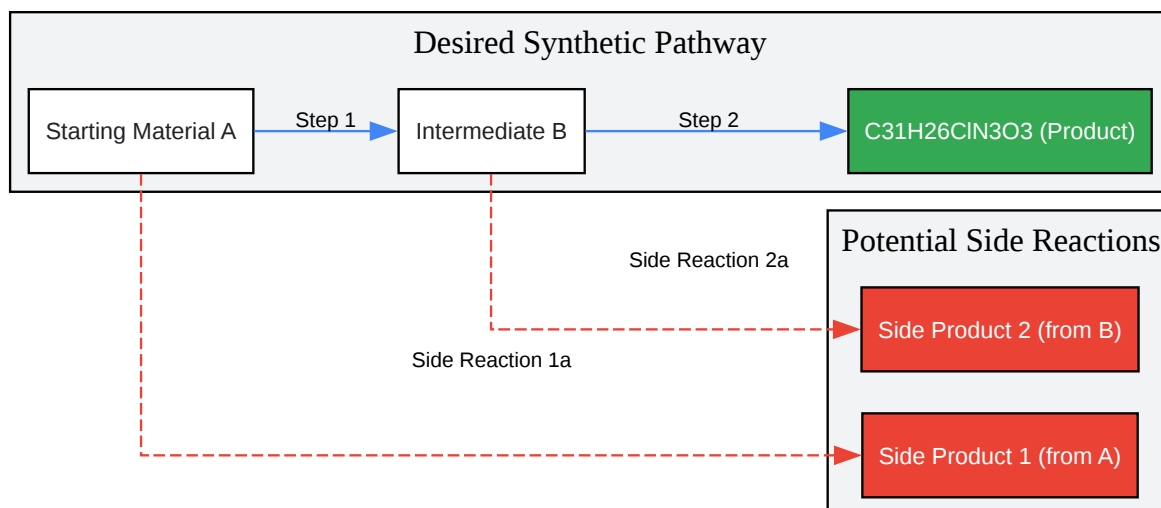 Desired Synthetic Pathway
Starting Material A
Step 1
Intermediate B
Step 2
C31H26ClN3O3 (Product)
Potential Side Reactions
Side Reaction 2a
Side Product 2 (from B)
Side Reaction 1a
Side Product 1 (from A)